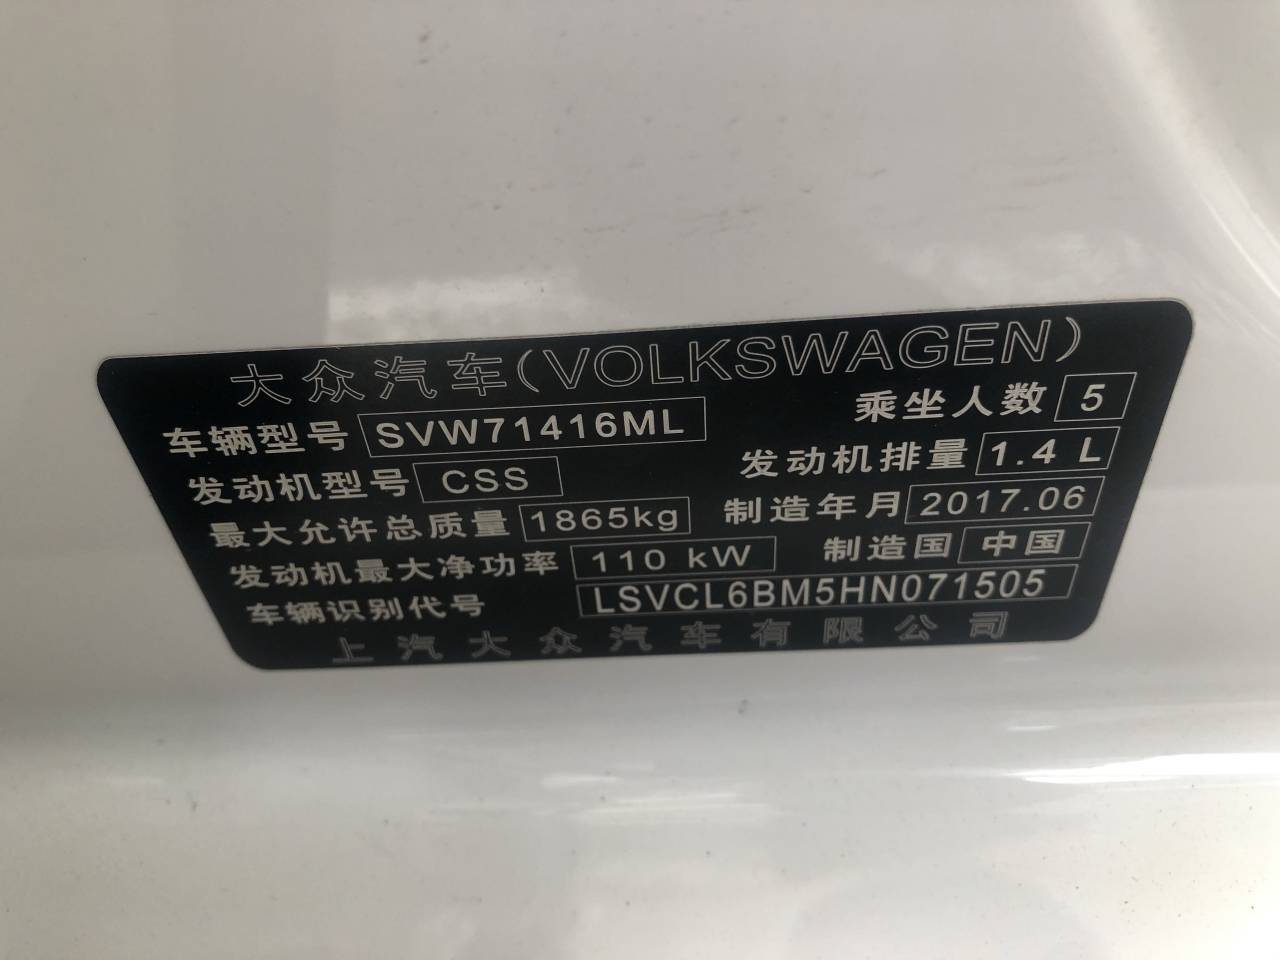 大众汽车(VOLKSWAGEN)
车辆型号 SVW71416ML 乘坐人数 5
发动机型号 CSS 发动机排量 1.4 L
最大允许总质量 1865kg 制造年月 2017.06
发动机最大净功率 110 kW 制造国 中国
车辆识别代号 LSVCL6BM5HN071505
上汽大众汽车有限公司